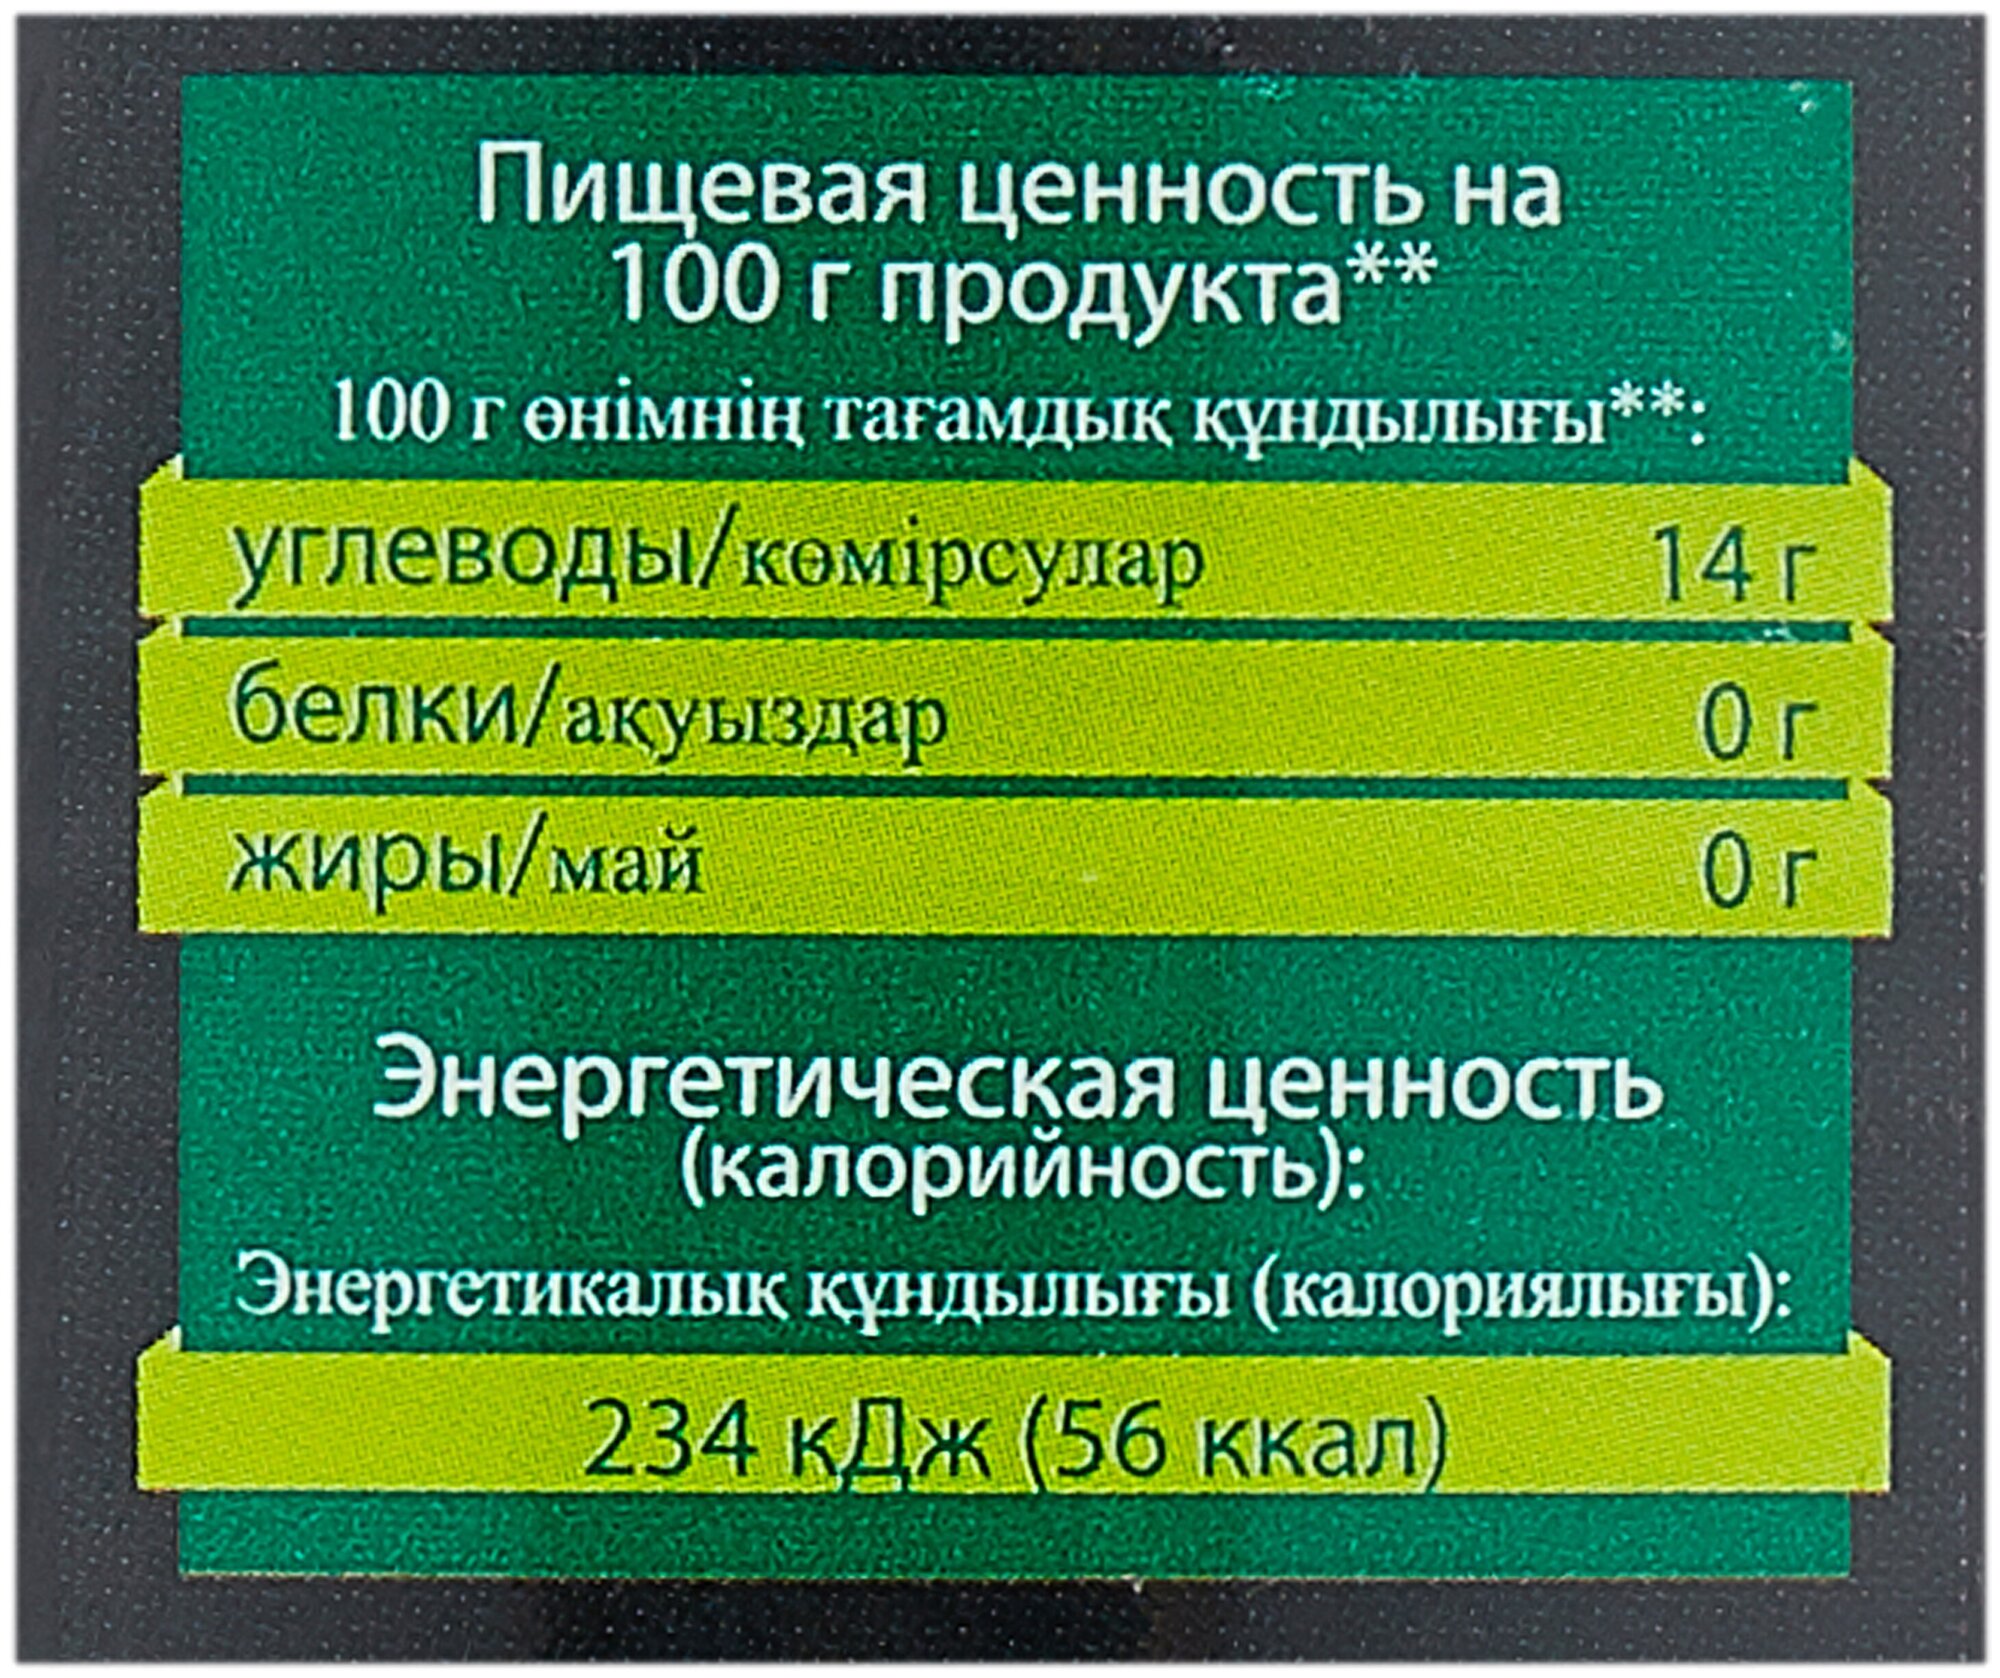 Пищевая ценность на
100 г продукта**
100 г өнімнің тағамдық құндылығы**:
углеводы/көмірсулар 14 г
белки/ақуыздар 0 г
жиры/май 0 г
Энергетическая ценность
(калорийность):
Энергетикалық құндылығы (калориялығы):
234 кДж (56 ккал)